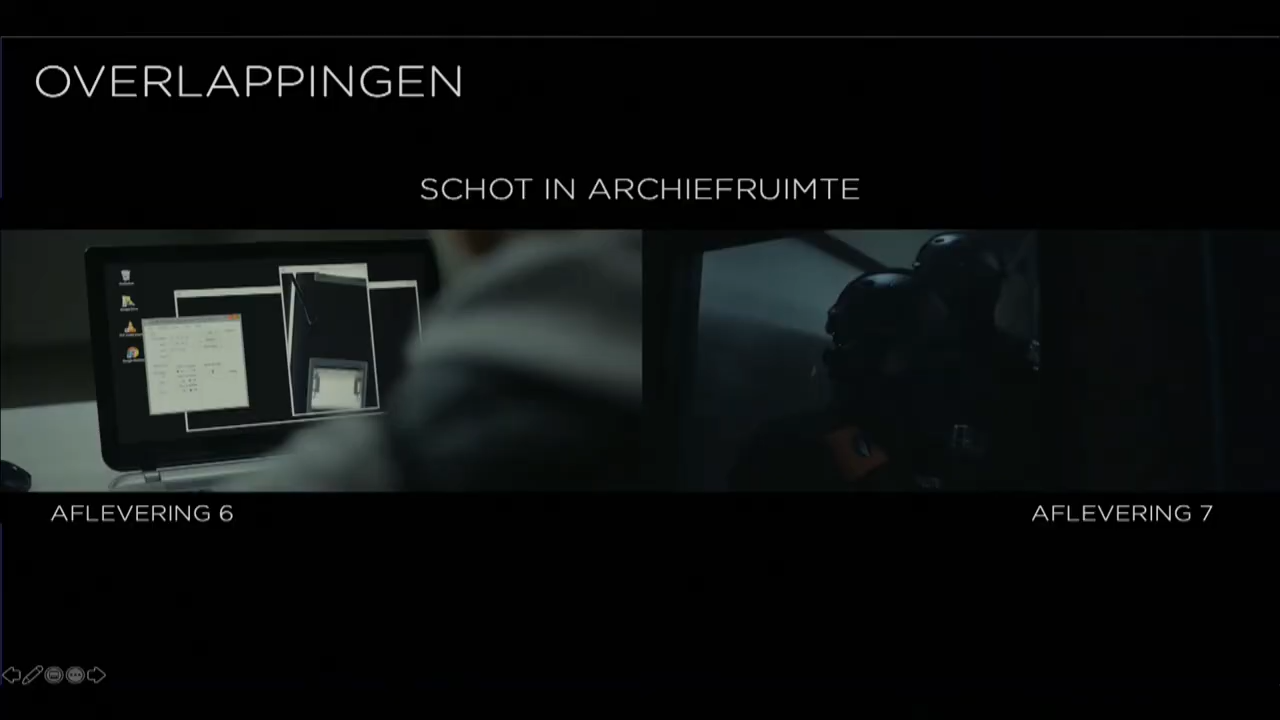 OVERLAPPINGEN
SCHOT IN ARCHIEFRUIMTE
AFLEVERING 6
AFLEVERING 7